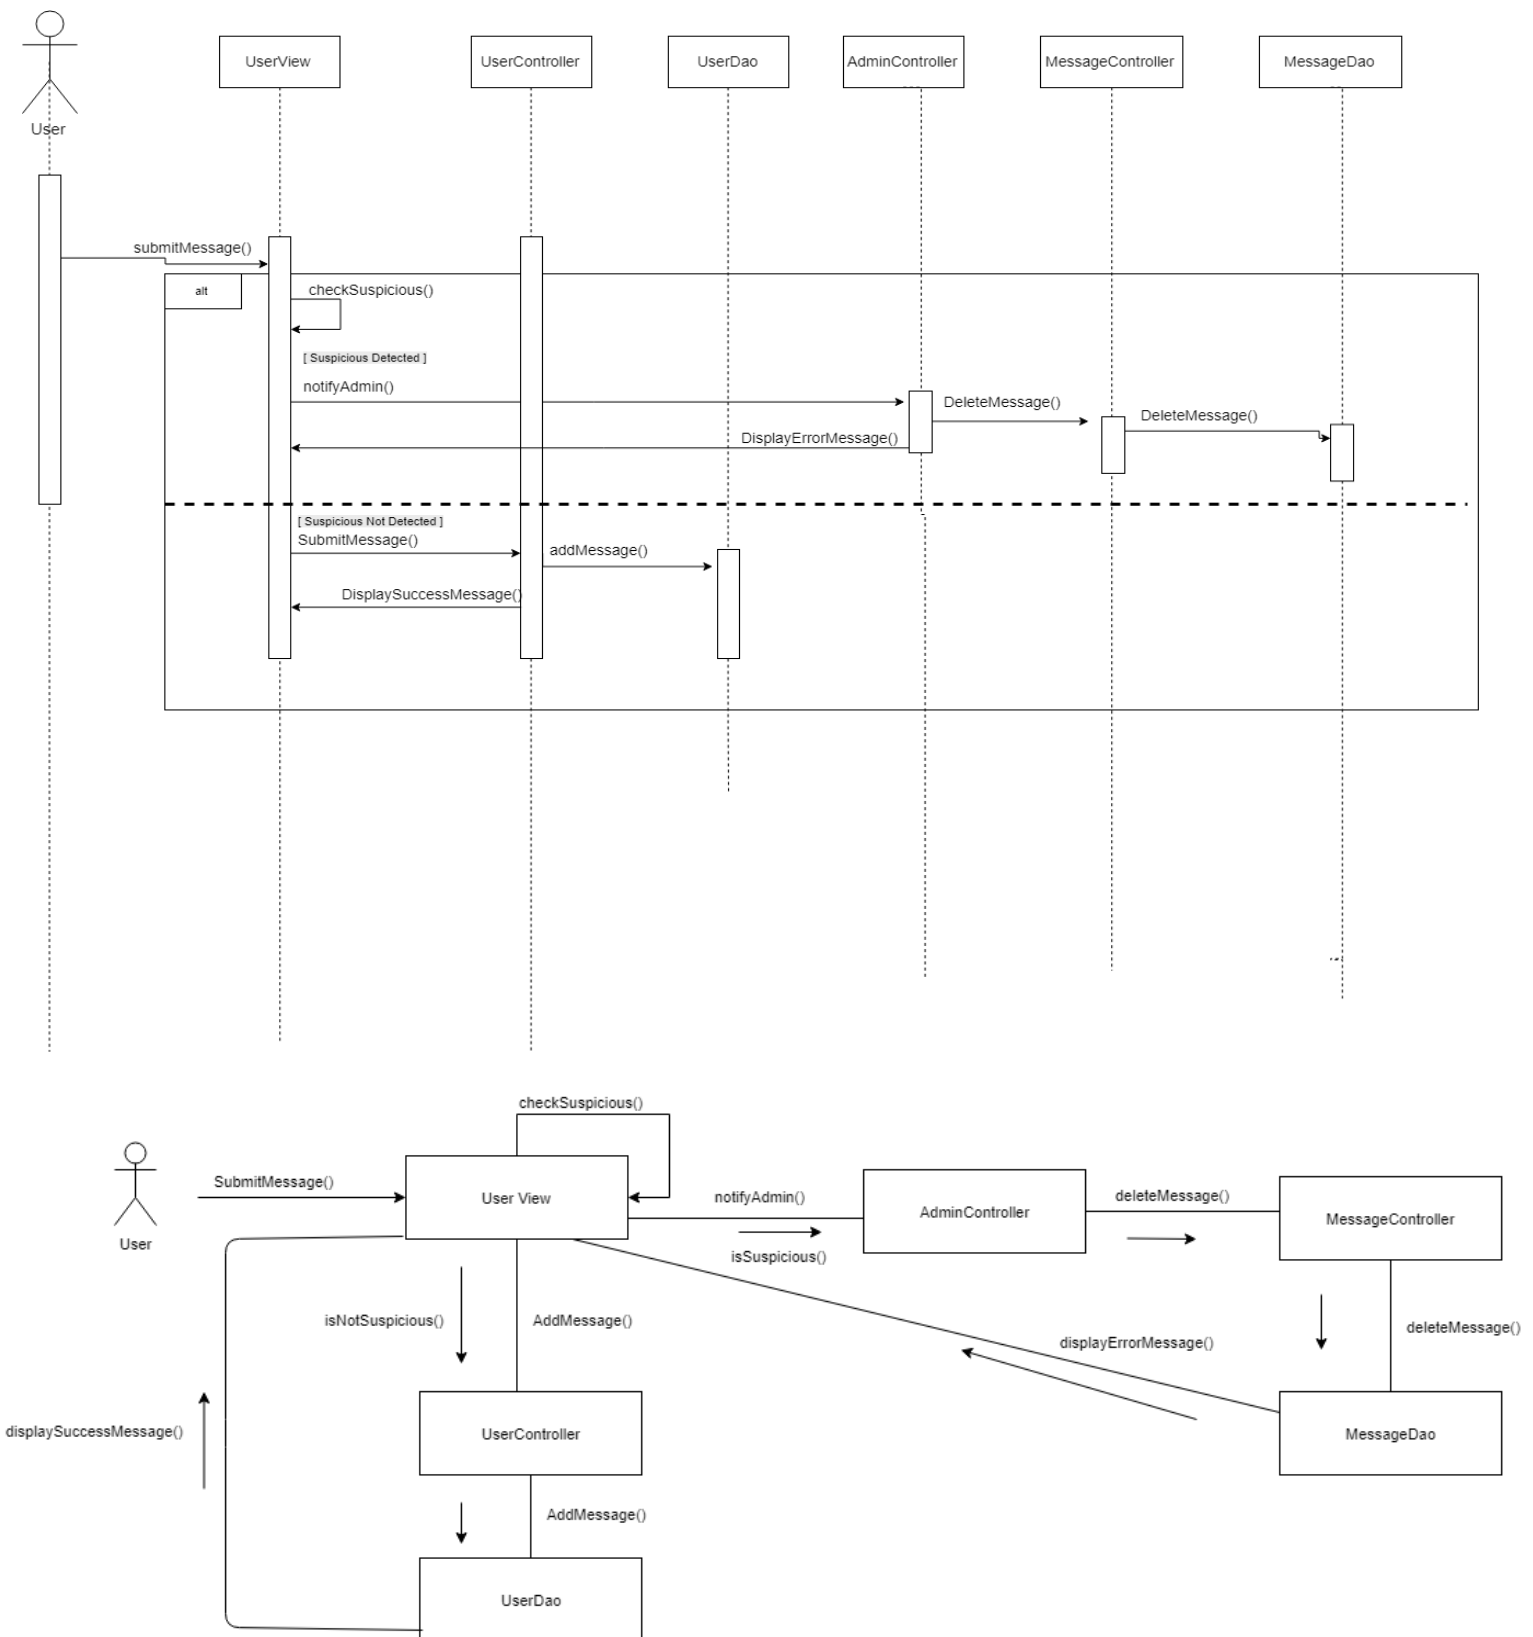 User
UserView
UserController
UserDao
AdminController
MessageController
MessageDao
submitMessage()
alt
checkSuspicious()
[ Suspicious Detected ]
notifyAdmin()
DeleteMessage()
DeleteMessage()
DisplayErrorMessage()
[ Suspicious Not Detected ]
SubmitMessage()
addMessage()
DisplaySuccessMessage()
checkSuspicious()
User
SubmitMessage()
User View
notifyAdmin()
isSuspicious()
AdminController
deleteMessage()
MessageController
isNotSuspicious()
AddMessage()
displayErrorMessage()
deleteMessage()
displaySuccessMessage()
UserController
MessageDao
AddMessage()
UserDao